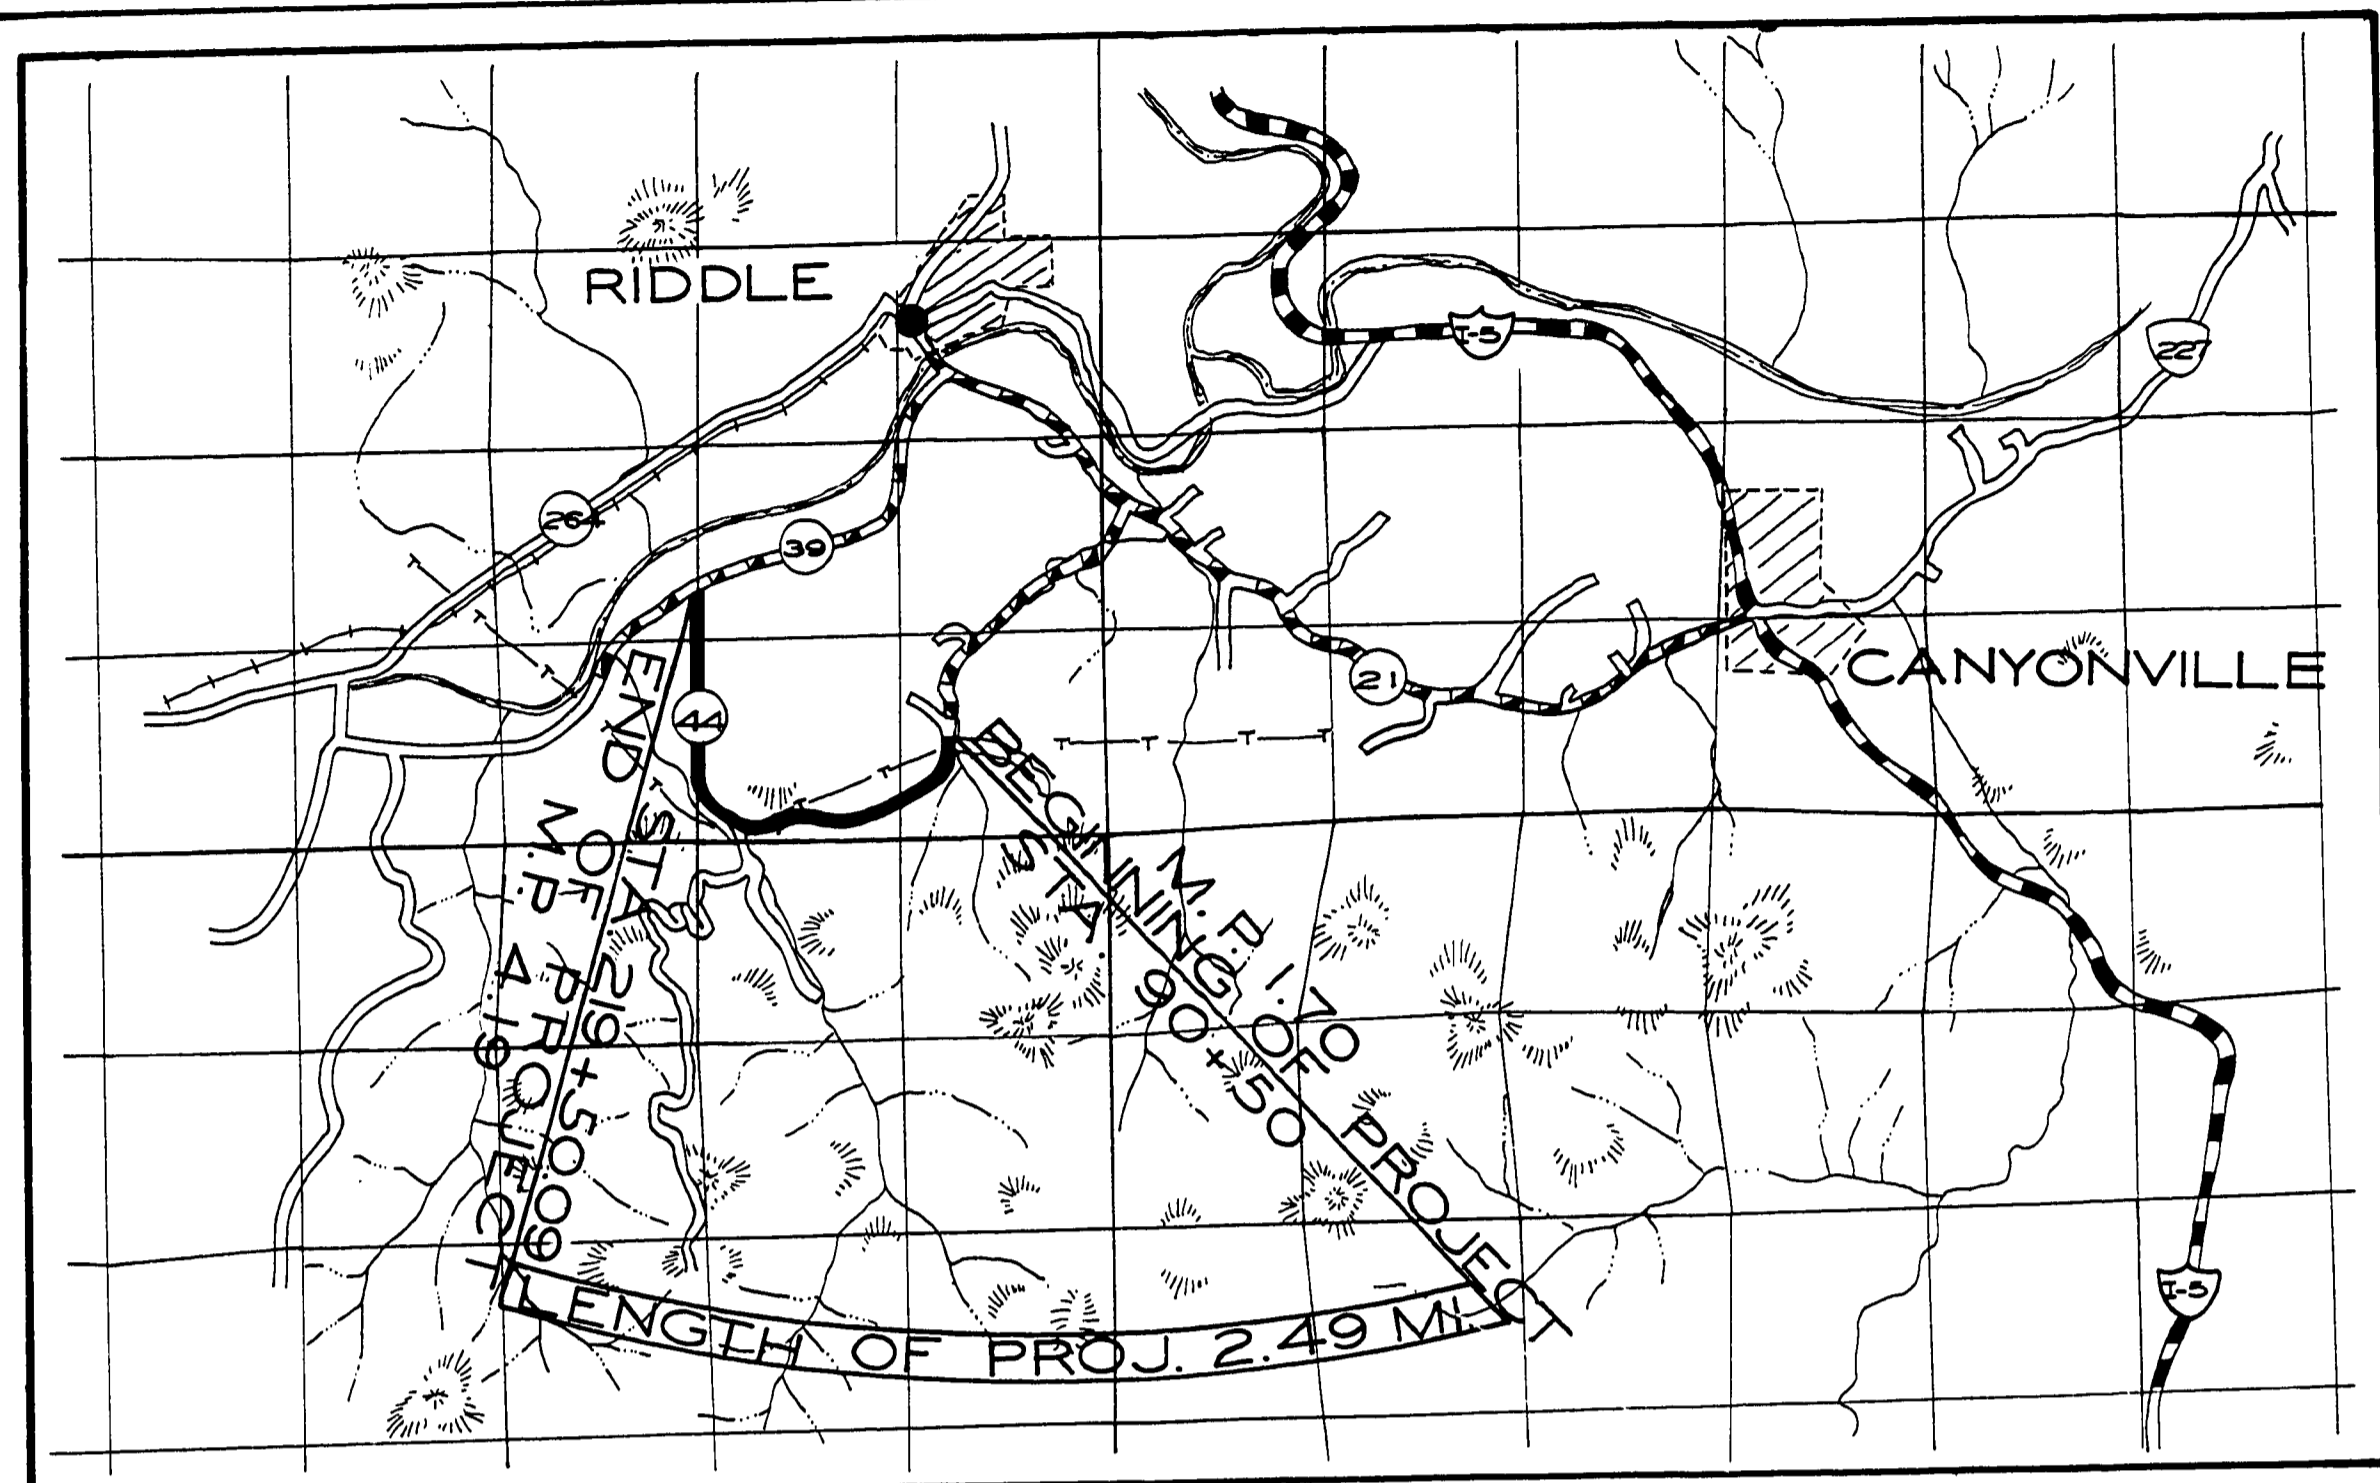 RIDDLE
I-5
227
264
39
CANYONVILLE
21
44
END OF PROJECT
STA. 219+50.09
M.P. 4.19
BEGINNING OF PROJECT
STA. 90+50
M.P. 1.70
LENGTH OF PROJ. 2.49 MI.
I-5